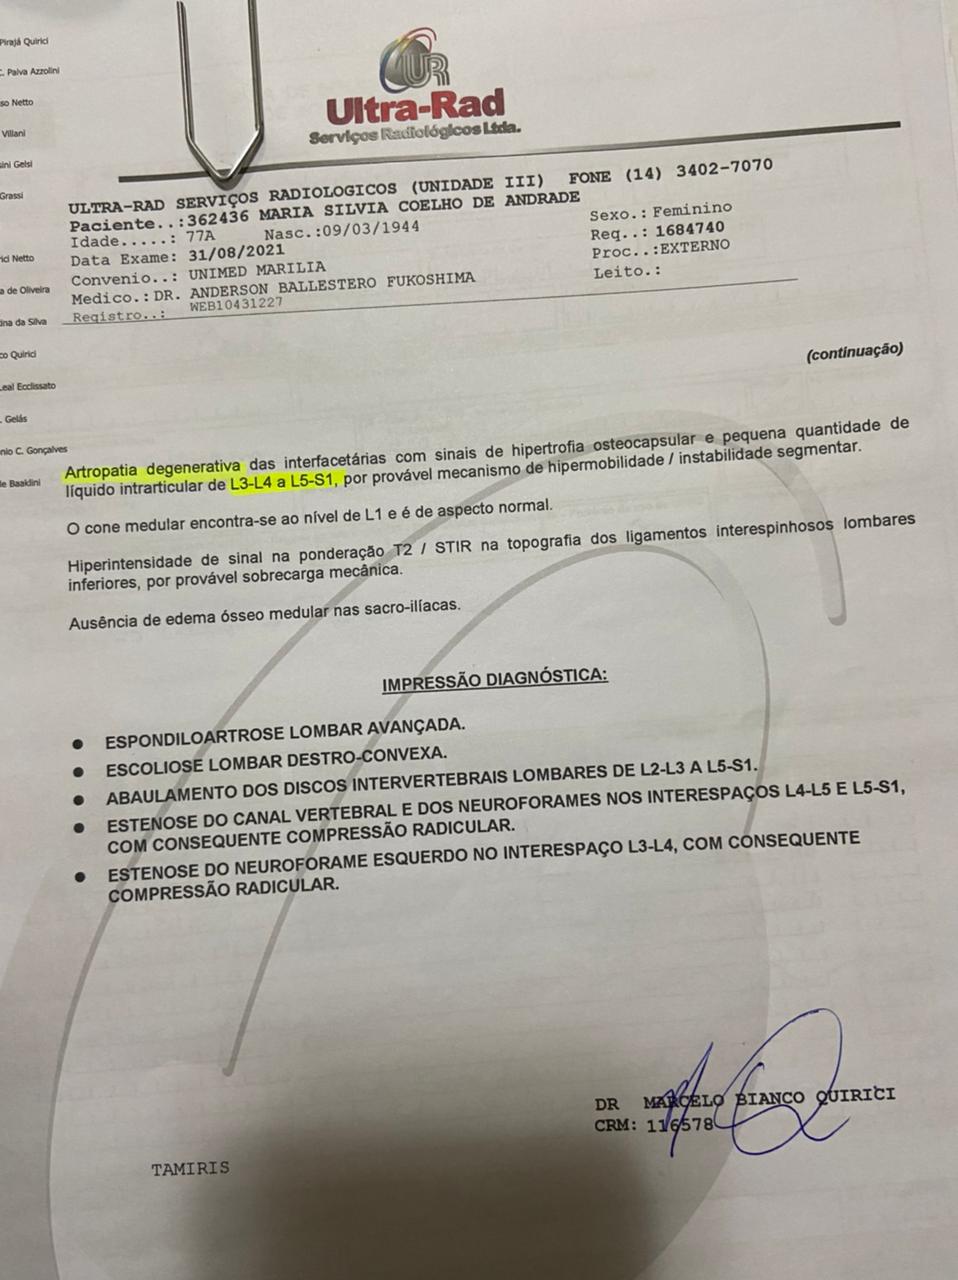 Pirajá Quirici
C. Paiva Azzolini
so Netto
Villani
ini Gelsi
Grassi
ici Netto
a de Oliveira
ina da Silva
co Quirici
Leal Ecclissato
. Gelás
nio C. Gonçalves
le Baaklini
UR
Ultra-Rad
Serviços Radiológicos Ltda.
ULTRA-RAD SERVIÇOS RADIOLOGICOS (UNIDADE III) FONE (14) 3402-7070
Paciente..:362436 MARIA SILVIA COELHO DE ANDRADE
Idade.....: 77A Nasc.:09/03/1944 Sexo.: Feminino
Data Exame: 31/08/2021 Req..: 1684740
Convenio..: UNIMED MARILIA Proc..:EXTERNO
Medico.: DR. ANDERSON BALLESTERO FUKOSHIMA Leito.:
Registro..: WEB10431227
(continuação)
Artropatia degenerativa das interfacetárias com sinais de hipertrofia osteocapsular e pequena quantidade de
líquido intrarticular de L3-L4 a L5-S1, por provável mecanismo de hipermobilidade / instabilidade segmentar.
O cone medular encontra-se ao nível de L1 e é de aspecto normal.
Hiperintensidade de sinal na ponderação T2 / STIR na topografia dos ligamentos interespinhosos lombares
inferiores, por provável sobrecarga mecânica.
Ausência de edema ósseo medular nas sacro-ilíacas.
IMPRESSÃO DIAGNÓSTICA:
● ESPONDILOARTROSE LOMBAR AVANÇADA.
● ESCOLIOSE LOMBAR DESTRO-CONVEXA.
● ABAULAMENTO DOS DISCOS INTERVERTEBRAIS LOMBARES DE L2-L3 A L5-S1.
● ESTENOSE DO CANAL VERTEBRAL E DOS NEUROFORAMES NOS INTERESPAÇOS L4-L5 E L5-S1,
COM CONSEQUENTE COMPRESSÃO RADICULAR.
● ESTENOSE DO NEUROFORAME ESQUERDO NO INTERESPAÇO L3-L4, COM CONSEQUENTE
COMPRESSÃO RADICULAR.
DR MARCELO BIANCO QUIRICI
CRM: 116578
TAMIRIS